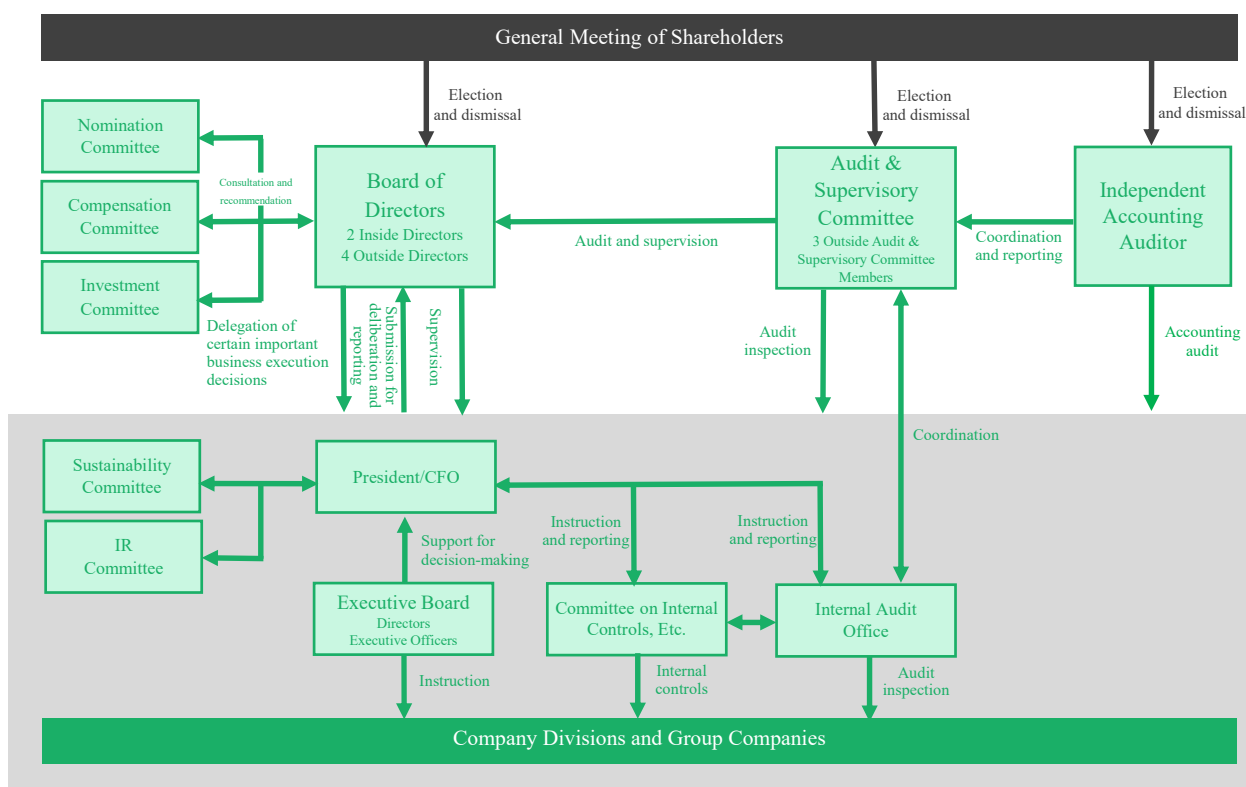 General Meeting of Shareholders
Election
and dismissal
Election
and dismissal
Election
and dismissal
Nomination
Committee
Compensation
Committee
Investment
Committee
Consultation and
recommendation
Board of
Directors
2 Inside Directors
4 Outside Directors
Audit and supervision
Audit &
Supervisory
Committee
3 Outside Audit &
Supervisory Committee
Members
Coordination
and reporting
Independent
Accounting
Auditor
Delegation of
certain important
business execution
decisions
Submission for
deliberation and
reporting
Supervision
Audit
inspection
Accounting
audit
Coordination
Sustainability
Committee
IR
Committee
President/CFO
Support for
decision-making
Instruction
and reporting
Instruction
and reporting
Executive Board
Directors
Executive Officers
Committee on Internal
Controls, Etc.
Internal Audit
Office
Instruction
Internal
controls
Audit
inspection
Company Divisions and Group Companies